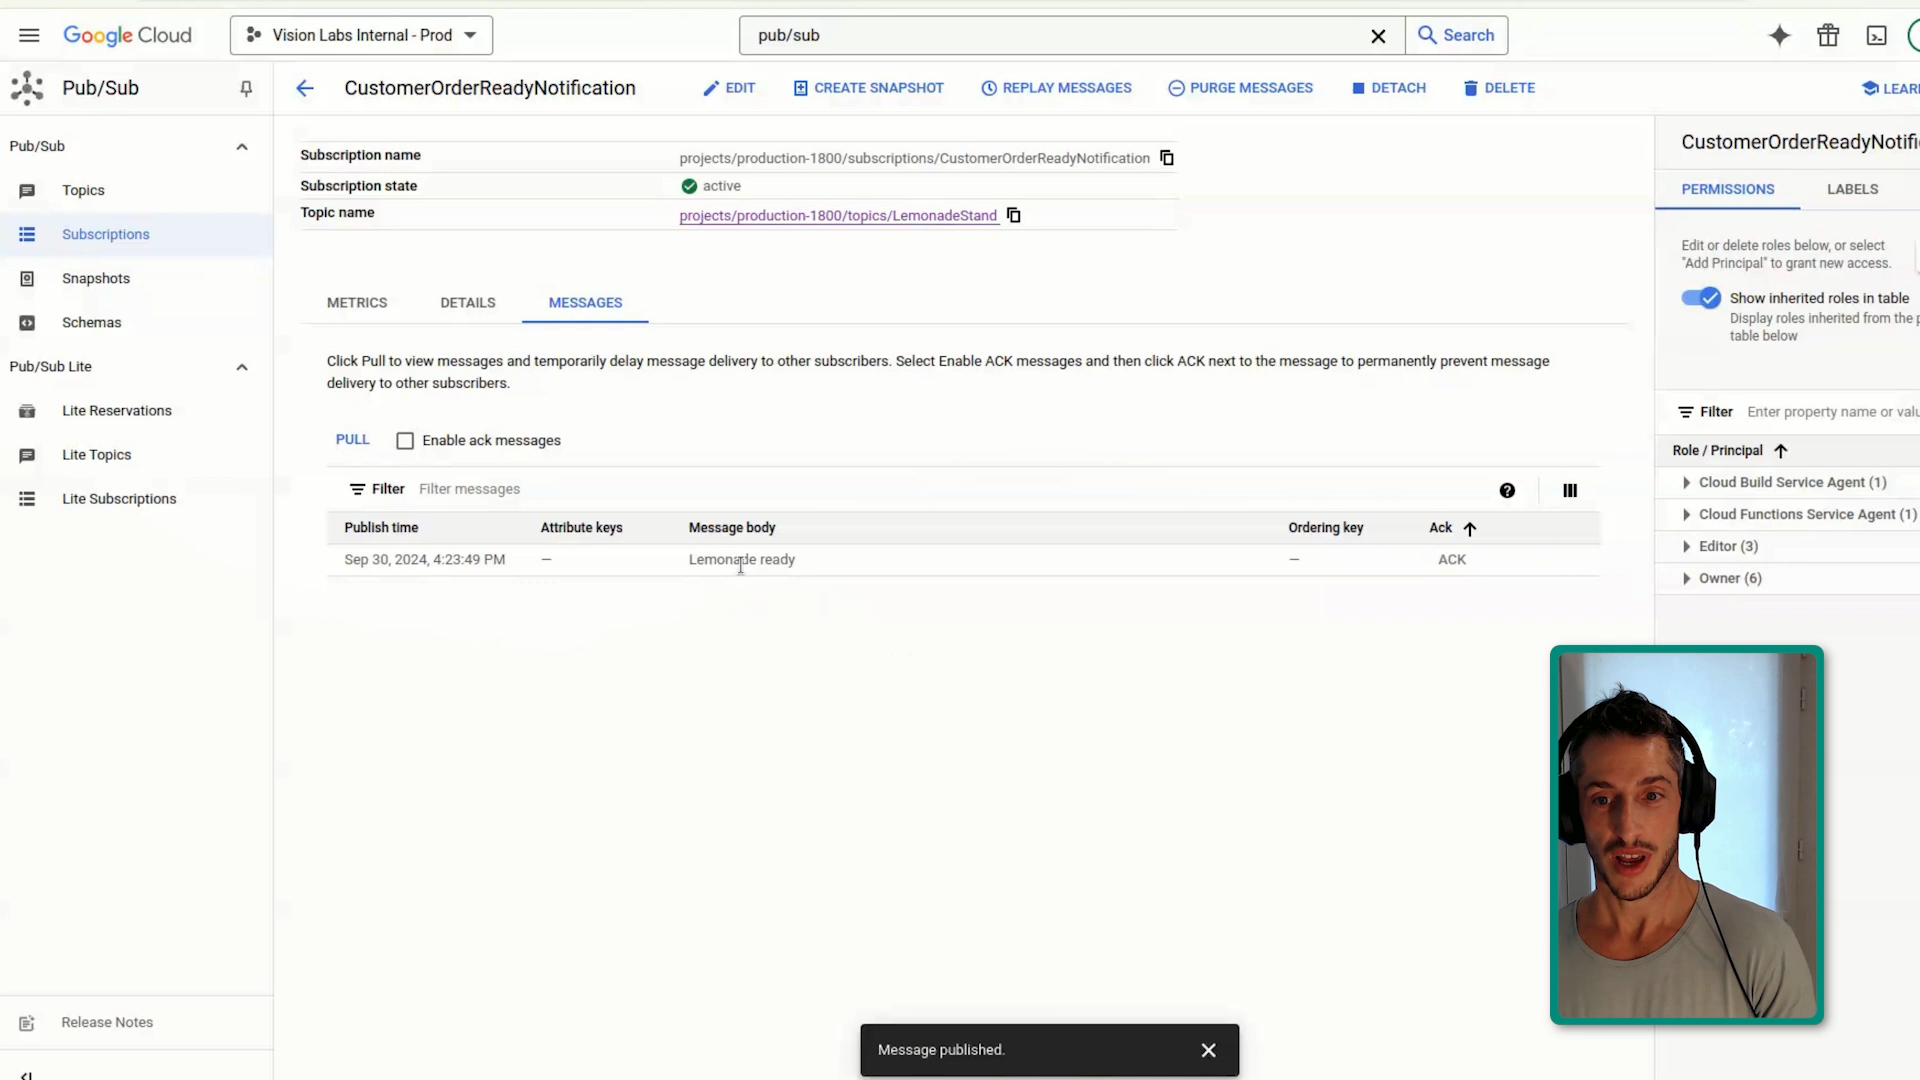 Google Cloud
Vision Labs Internal - Prod
pub/sub
Search
Pub/Sub
CustomerOrderReadyNotification
EDIT
CREATE SNAPSHOT
REPLAY MESSAGES
PURGE MESSAGES
DETACH
DELETE
LEAR
Pub/Sub
Topics
Subscriptions
Snapshots
Schemas
Pub/Sub Lite
Lite Reservations
Lite Topics
Lite Subscriptions
Release Notes
Subscription name
projects/production-1800/subscriptions/CustomerOrderReadyNotification
Subscription state
active
Topic name
projects/production-1800/topics/LemonadeStand
METRICS
DETAILS
MESSAGES
Click Pull to view messages and temporarily delay message delivery to other subscribers. Select Enable ACK messages and then click ACK next to the message to permanently prevent message
delivery to other subscribers.
PULL
Enable ack messages
Filter
Filter messages
Publish time
Attribute keys
Message body
Ordering key
Ack
Sep 30, 2024, 4:23:49 PM
—
Lemonade ready
—
ACK
Message published.
CustomerOrderReadyNotifi
PERMISSIONS
LABELS
Edit or delete roles below, or select
"Add Principal" to grant new access.
Show inherited roles in table
Display roles inherited from the p
table below
Filter
Enter property name or valu
Role / Principal
Cloud Build Service Agent (1)
Cloud Functions Service Agent (1)
Editor (3)
Owner (6)